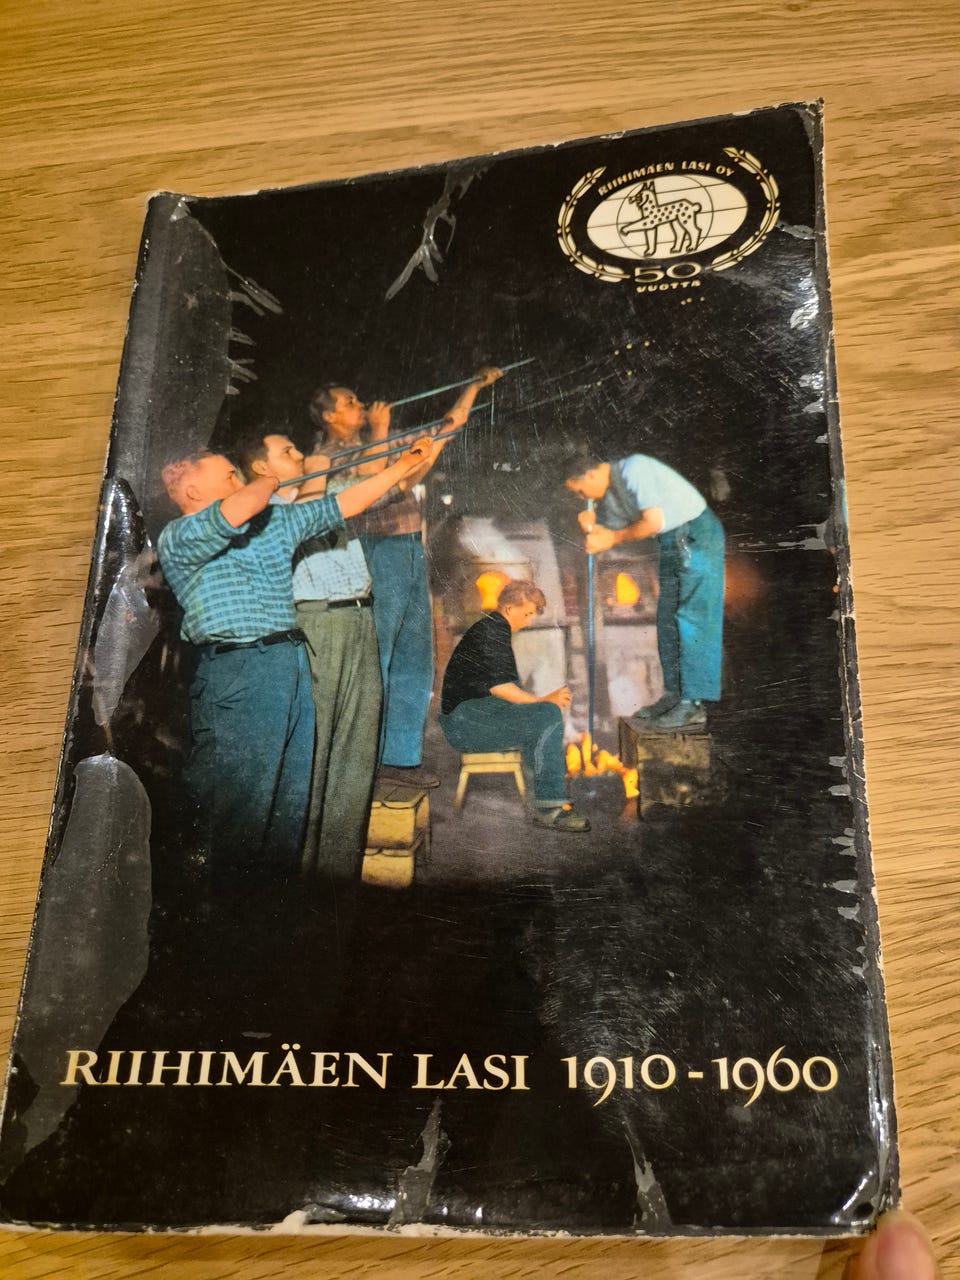 RIIHIMÄEN LASI OY
50
VUOTTA
RIIHIMÄEN LASI 1910-1960